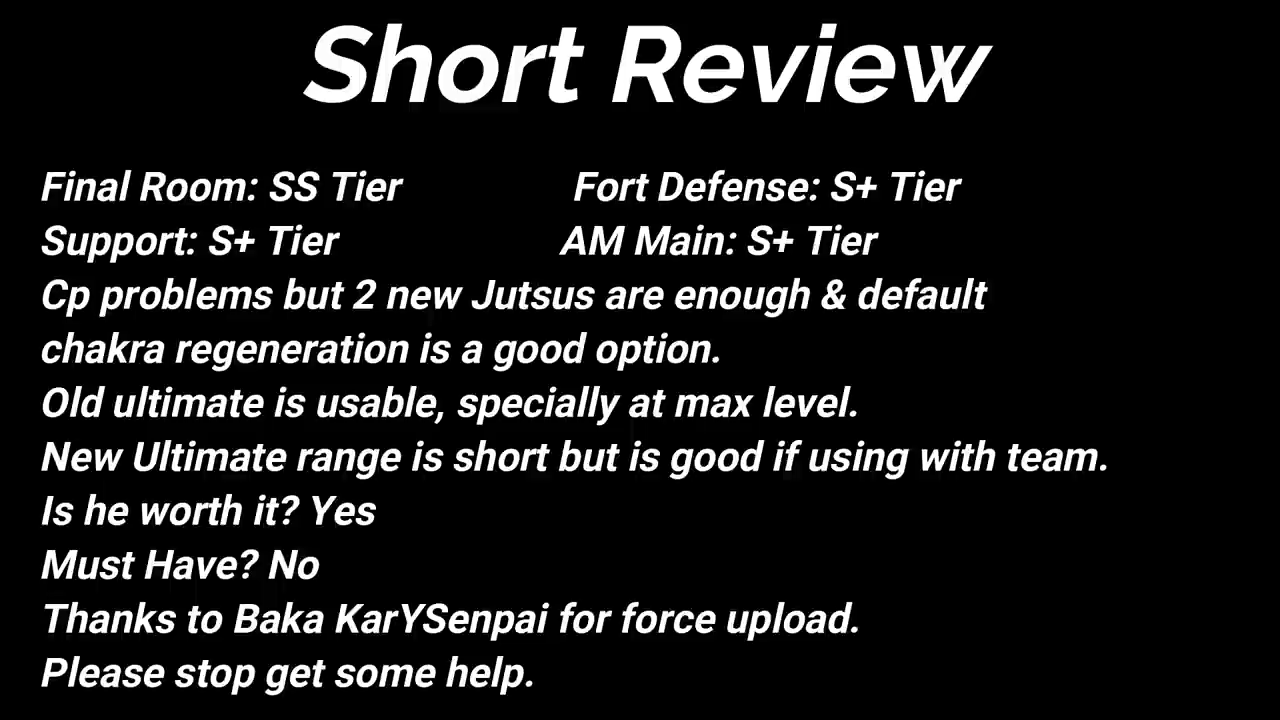 Short Review
Final Room: SS Tier Fort Defense: S+ Tier
Support: S+ Tier AM Main: S+ Tier
Cp problems but 2 new Jutsus are enough & default
chakra regeneration is a good option.
Old ultimate is usable, specially at max level.
New Ultimate range is short but is good if using with team.
Is he worth it? Yes
Must Have? No
Thanks to Baka KarYSenpai for force upload.
Please stop get some help.